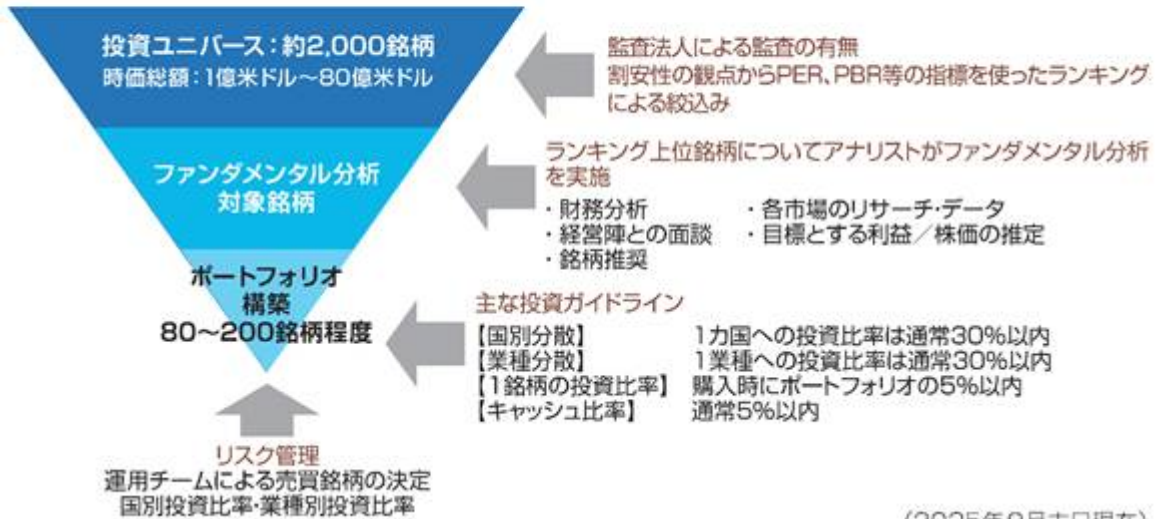 投資ユニバース：約2,000銘柄
時価総額：1億米ドル～80億米ドル
監査法人による監査の有無
割安性の観点からPER、PBR等の指標を使ったランキング
による絞込み
ファンダメンタル分析
対象銘柄
ランキング上位銘柄についてアナリストがファンダメンタル分析
を実施
・財務分析 ・各市場のリサーチ・データ
・経営陣との面談 ・目標とする利益／株価の推定
・銘柄推奨
ポートフォリオ
構築
80～200銘柄程度
主な投資ガイドライン
【国別分散】 1カ国への投資比率は通常30%以内
【業種分散】 1業種への投資比率は通常30%以内
【1銘柄の投資比率】 購入時にポートフォリオの5%以内
【キャッシュ比率】 通常5%以内
リスク管理
運用チームによる売買銘柄の決定
国別投資比率・業種別投資比率